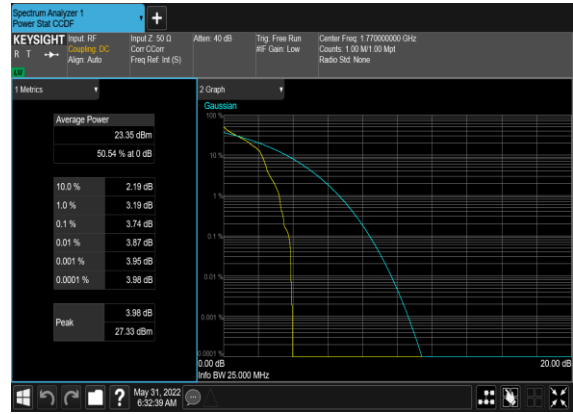 Spectrum Analyzer 1
Power Stat CCDF
KEYSIGHT
R T
LXI
Input: RF
Coupling: DC
Align: Auto
Input Z: 50 Ω
Corr CCorr
Freq Ref: Int (S)
Atten: 40 dB
Trig: Free Run
#IF Gain: Low
Center Freq: 1.770000000 GHz
Counts: 1.00 M/1.00 Mpt
Radio Std: None
1 Metrics
Average Power
23.35 dBm
50.54 % at 0 dB
10.0 % 2.19 dB
1.0 % 3.19 dB
0.1 % 3.74 dB
0.01 % 3.87 dB
0.001 % 3.95 dB
0.0001 % 3.98 dB
Peak 3.98 dB
27.33 dBm
2 Graph
Gaussian
100 %
10 %
1 %
0.1 %
0.01 %
0.001 %
0.0001 %
0.00 dB 20.00 dB
Info BW 25.000 MHz
?
May 31, 2022
6:32:39 AM